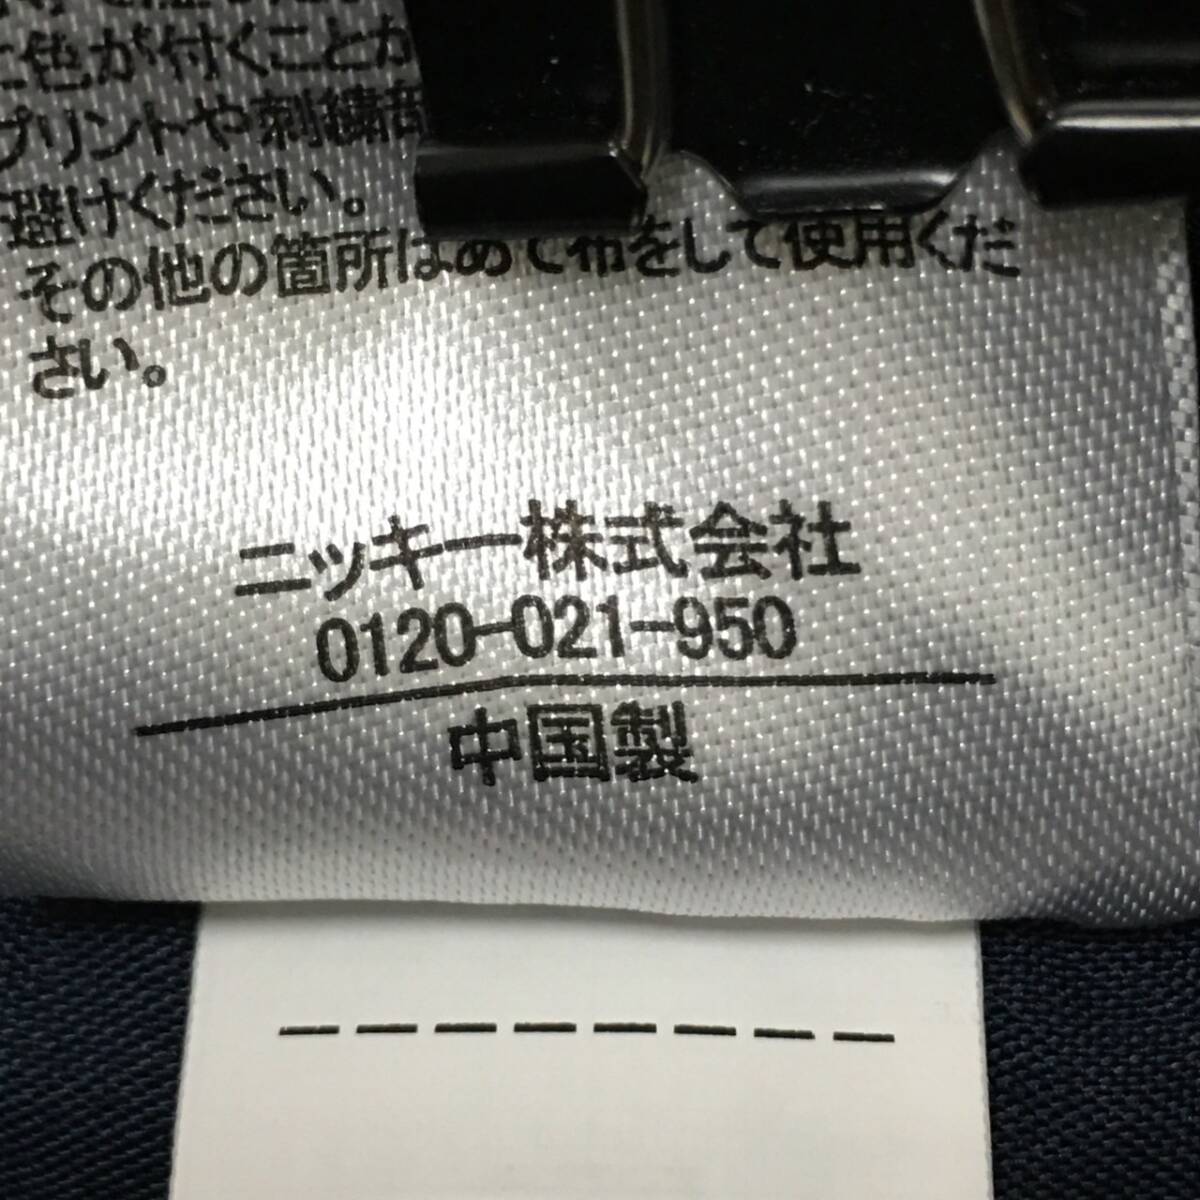 色が付くことが
プリントや刺繍部
避けください。
その他の箇所はあて布をして使用くだ
さい。
ニッキー株式会社
0120-021-950
中国製